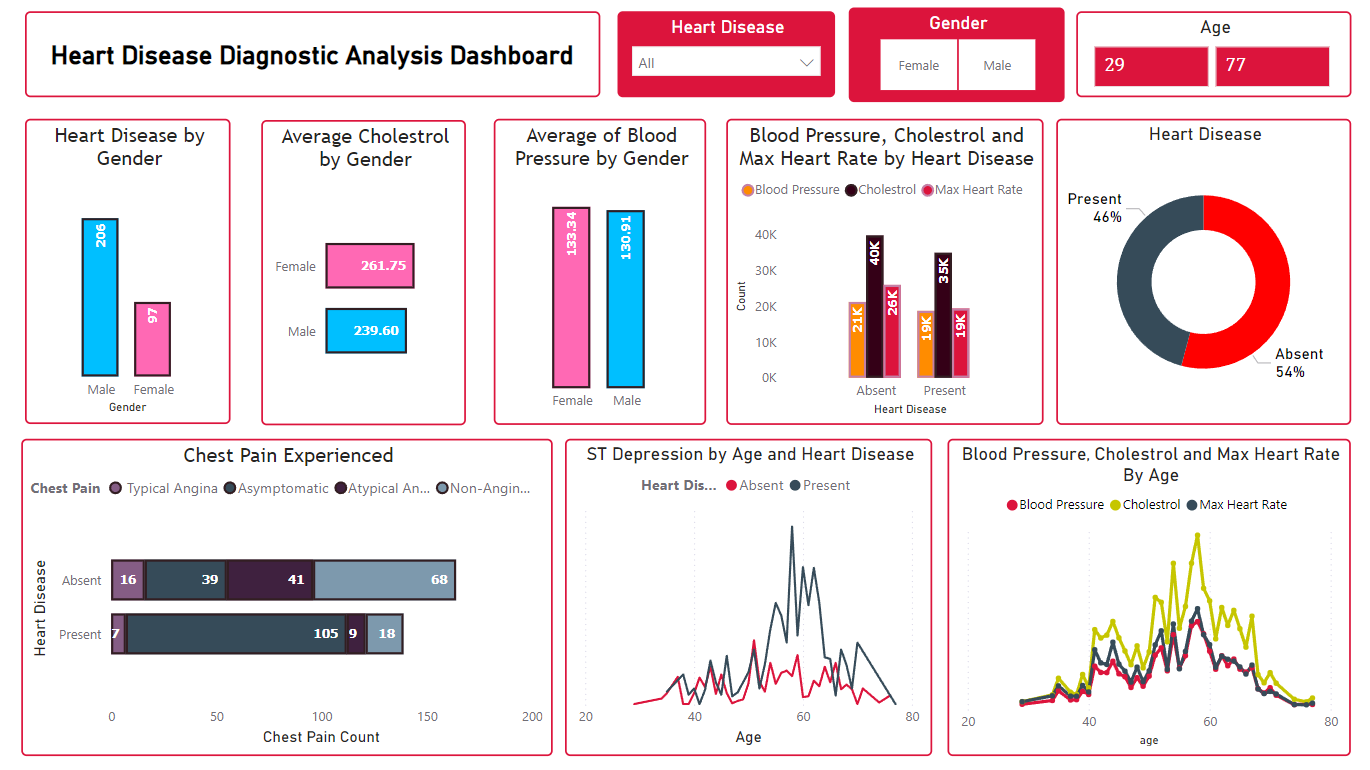 Heart Disease Diagnostic Analysis Dashboard
Heart Disease
All
Gender
Female
Male
Age
29
77
Heart Disease by
Gender
206
97
Male
Female
Gender
Average Cholestrol
by Gender
Female
261.75
Male
239.60
Average of Blood
Pressure by Gender
133.34
130.91
Female
Male
Blood Pressure, Cholestrol and
Max Heart Rate by Heart Disease
Blood Pressure
Cholestrol
Max Heart Rate
Count
40K
30K
20K
10K
0K
21K
40K
26K
19K
35K
19K
Absent
Present
Heart Disease
Heart Disease
Present
46%
Absent
54%
Chest Pain Experienced
Chest Pain
Typical Angina
Asymptomatic
Atypical An...
Non-Angin...
Heart Disease
Absent
16
39
41
68
Present
7
105
9
18
0
50
100
150
200
Chest Pain Count
ST Depression by Age and Heart Disease
Heart Dis...
Absent
Present
20
40
60
80
Age
Blood Pressure, Cholestrol and Max Heart Rate
By Age
Blood Pressure
Cholestrol
Max Heart Rate
20
40
60
80
age